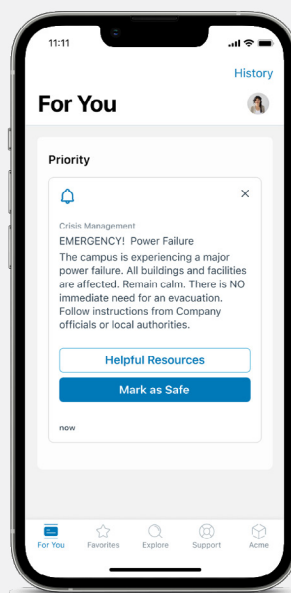 11:11
History
For You
Priority
Crisis Management
EMERGENCY!  Power Failure
The campus is experiencing a major
power failure. All buildings and facilities
are affected. Remain calm. There is NO
immediate need for an evacuation.
Follow instructions from Company
officials or local authorities.
Helpful Resources
Mark as Safe
now
For You Favorites Explore Support Acme